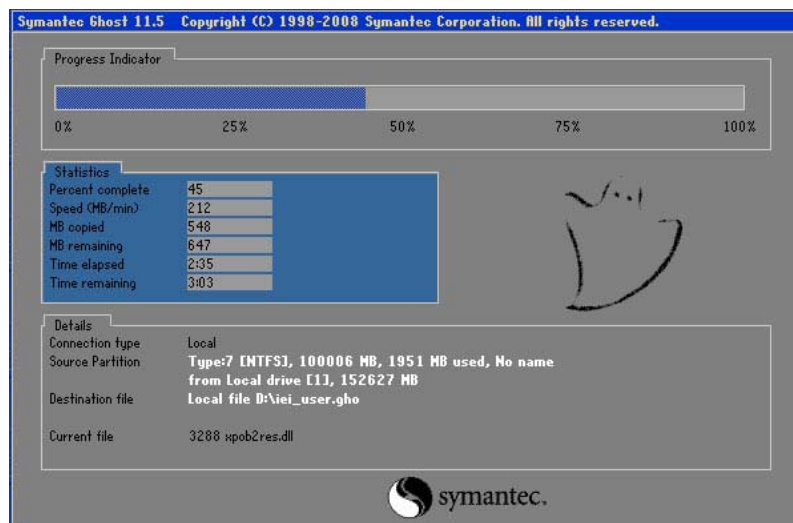 Symantec Ghost 11.5 Copyright (C) 1998-2008 Symantec Corporation. All rights reserved.
Progress Indicator
0% 25% 50% 75% 100%
Statistics
Percent complete 45
Speed (MB/min) 212
MB copied 548
MB remaining 647
Time elapsed 2:35
Time remaining 3:03
Details
Connection type Local
Source Partition Type:7 [NTFS], 100006 MB, 1951 MB used, No name
from Local drive [1], 152627 MB
Destination file Local file D:\iei_user.gho
Current file 3288 xpob2res.dll
symantec.